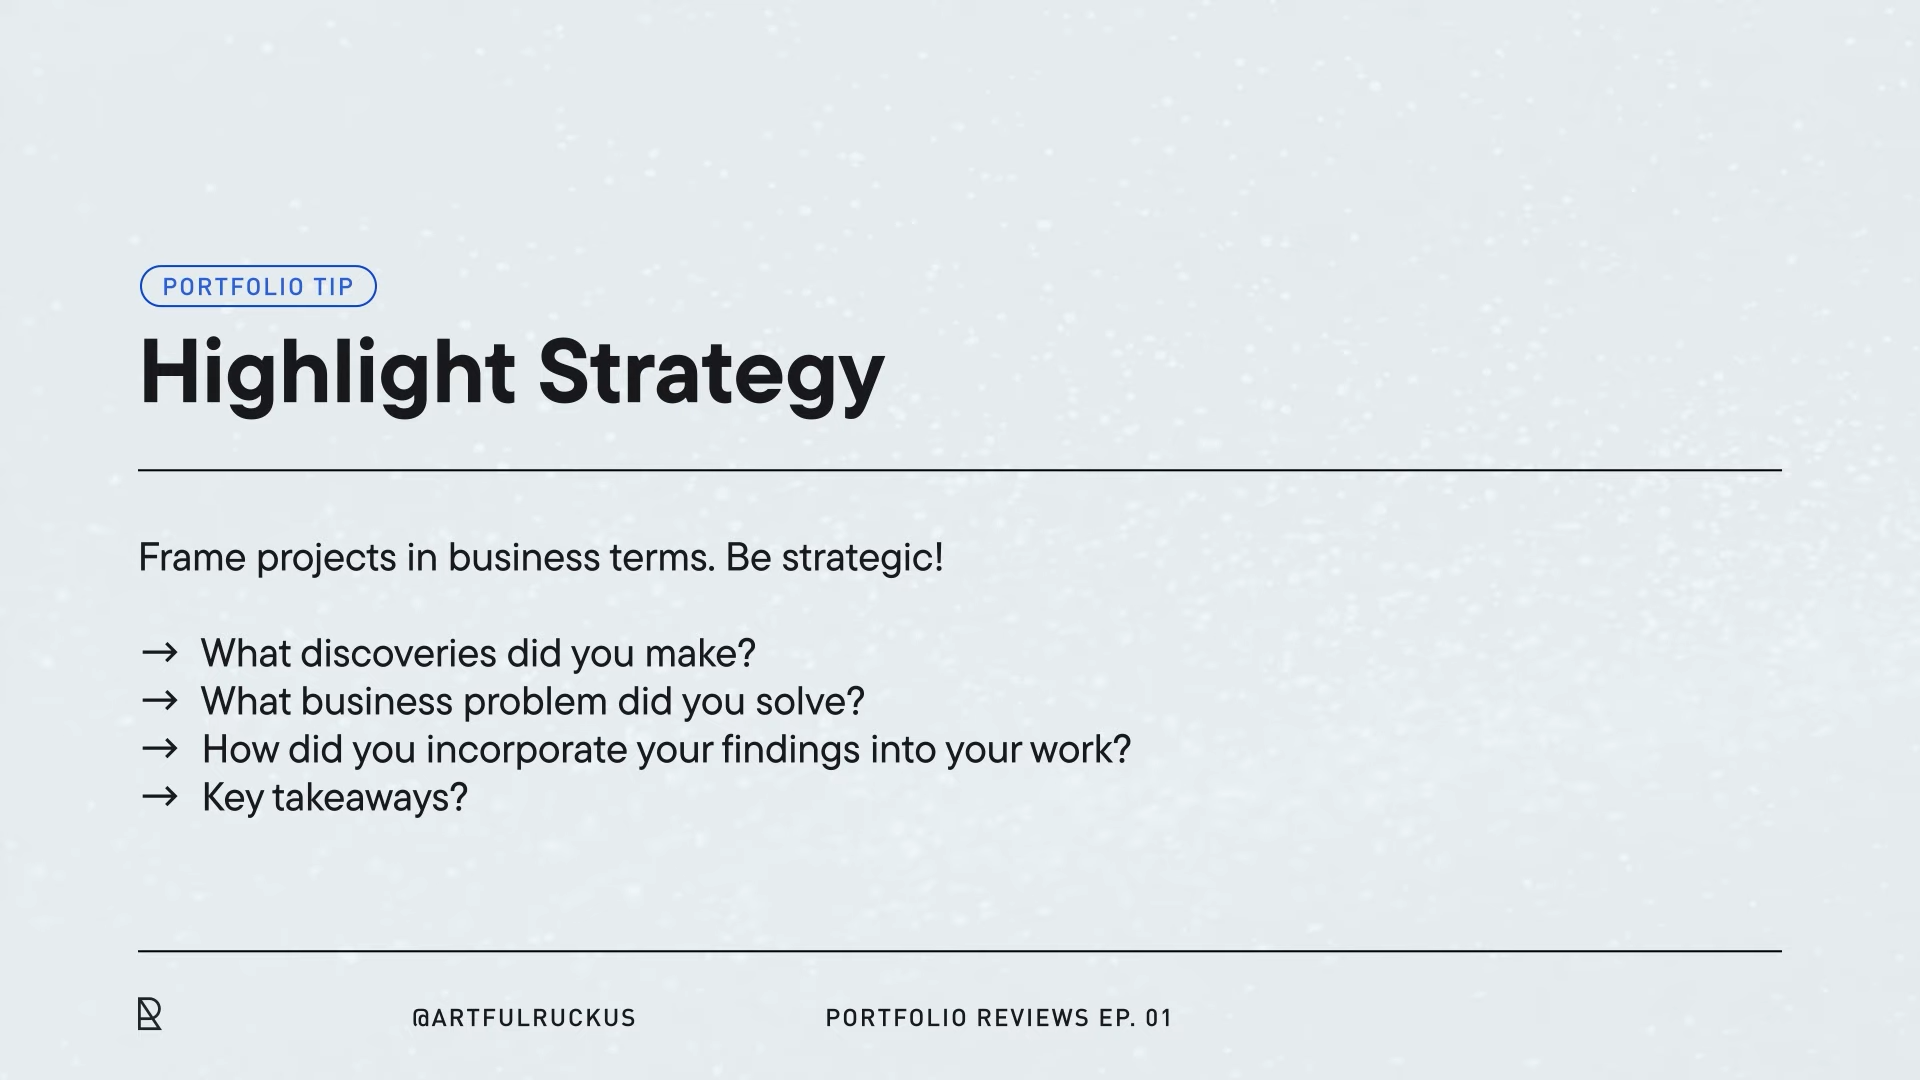 PORTFOLIO TIP
Highlight Strategy
Frame projects in business terms. Be strategic!
→ What discoveries did you make?
→ What business problem did you solve?
→ How did you incorporate your findings into your work?
→ Key takeaways?
@ARTFULRUCKUS
PORTFOLIO REVIEWS EP. 01